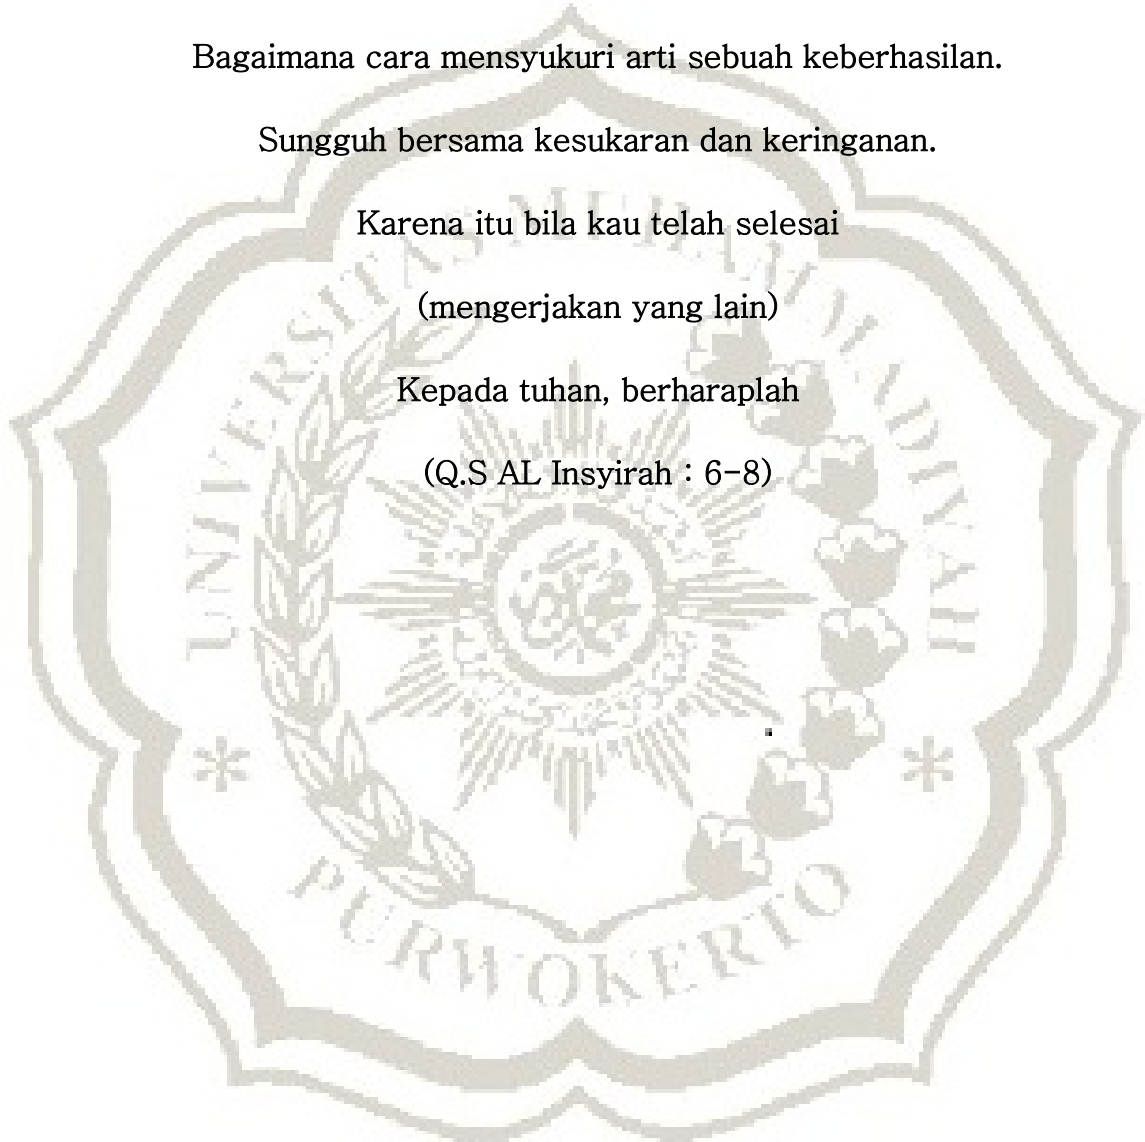 Bagaimana cara mensyukuri arti sebuah keberhasilan.
Sungguh bersama kesukaran dan keringanan.
Karena itu bila kau telah selesai
(mengerjakan yang lain)
Kepada tuhan, berharaplah
(Q.S AL Insyirah : 6-8)
UNIVERSITAS MUHAMMADIYAH
PURWOKERTO